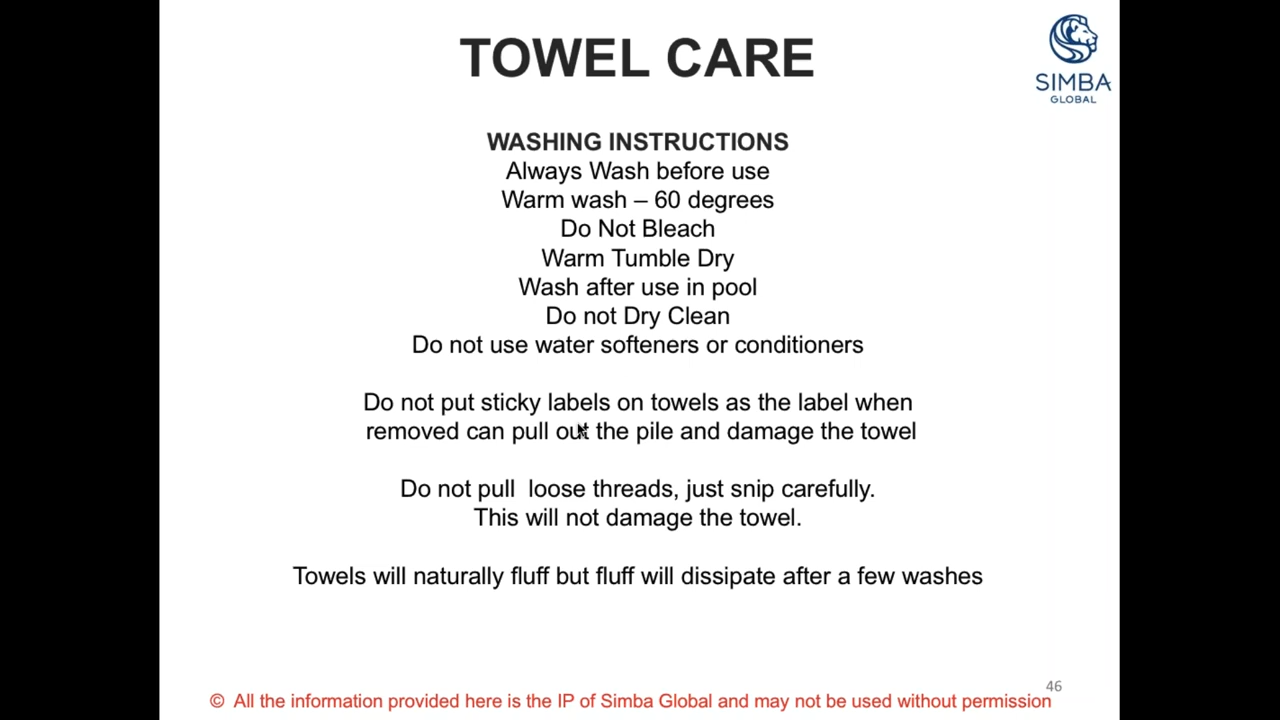 TOWEL CARE
SIMBA
GLOBAL
WASHING INSTRUCTIONS
Always Wash before use
Warm wash – 60 degrees
Do Not Bleach
Warm Tumble Dry
Wash after use in pool
Do not Dry Clean
Do not use water softeners or conditioners
Do not put sticky labels on towels as the label when
removed can pull out the pile and damage the towel
Do not pull  loose threads, just snip carefully.
This will not damage the towel.
Towels will naturally fluff but fluff will dissipate after a few washes
46
© All the information provided here is the IP of Simba Global and may not be used without permission